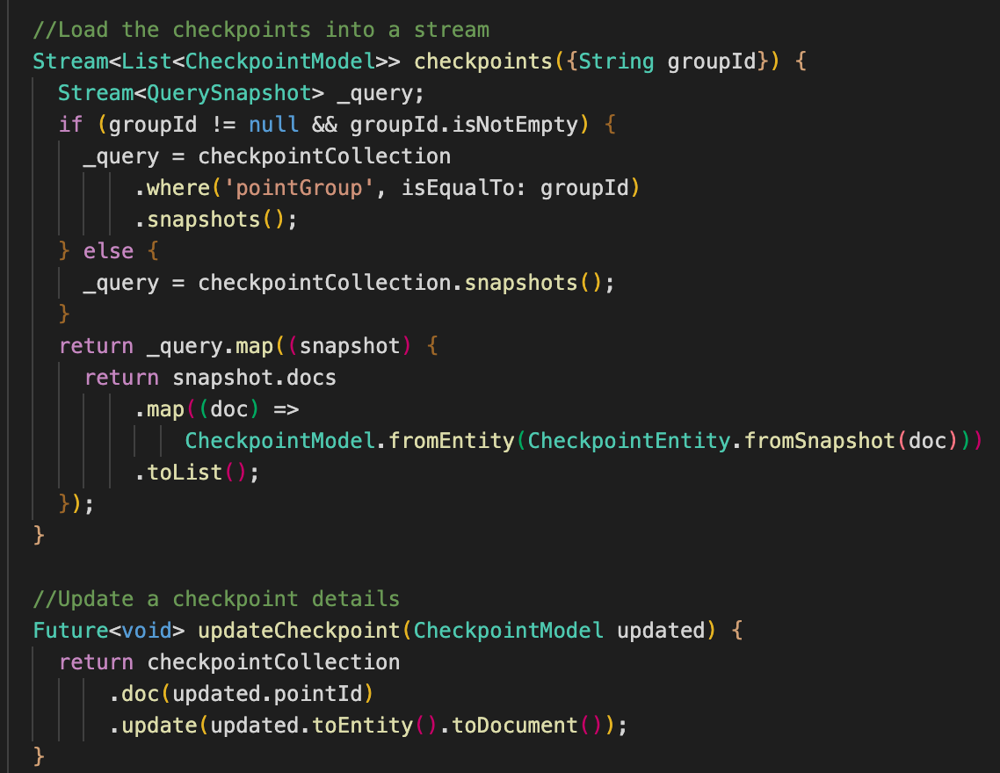 //Load the checkpoints into a stream
Stream<List<CheckpointModel>> checkpoints({String groupId}) {
  Stream<QuerySnapshot> _query;
  if (groupId != null && groupId.isNotEmpty) {
    _query = checkpointCollection
        .where('pointGroup', isEqualTo: groupId)
        .snapshots();
  } else {
    _query = checkpointCollection.snapshots();
  }
  return _query.map((snapshot) {
    return snapshot.docs
        .map((doc) =>
            CheckpointModel.fromEntity(CheckpointEntity.fromSnapshot(doc)))
        .toList();
  });
}

//Update a checkpoint details
Future<void> updateCheckpoint(CheckpointModel updated) {
  return checkpointCollection
      .doc(updated.pointId)
      .update(updated.toEntity().toDocument());
}